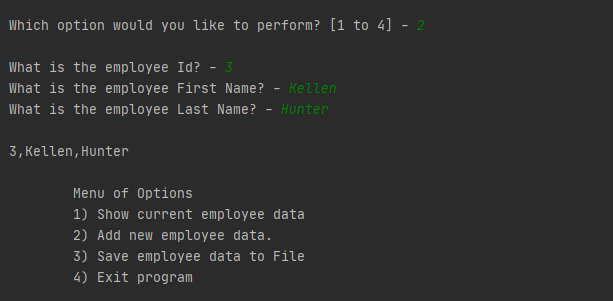 Which option would you like to perform? [1 to 4] - 2
What is the employee Id? - 3
What is the employee First Name? - Kellen
What is the employee Last Name? - Hunter
3,Kellen,Hunter
Menu of Options
1) Show current employee data
2) Add new employee data.
3) Save employee data to File
4) Exit program